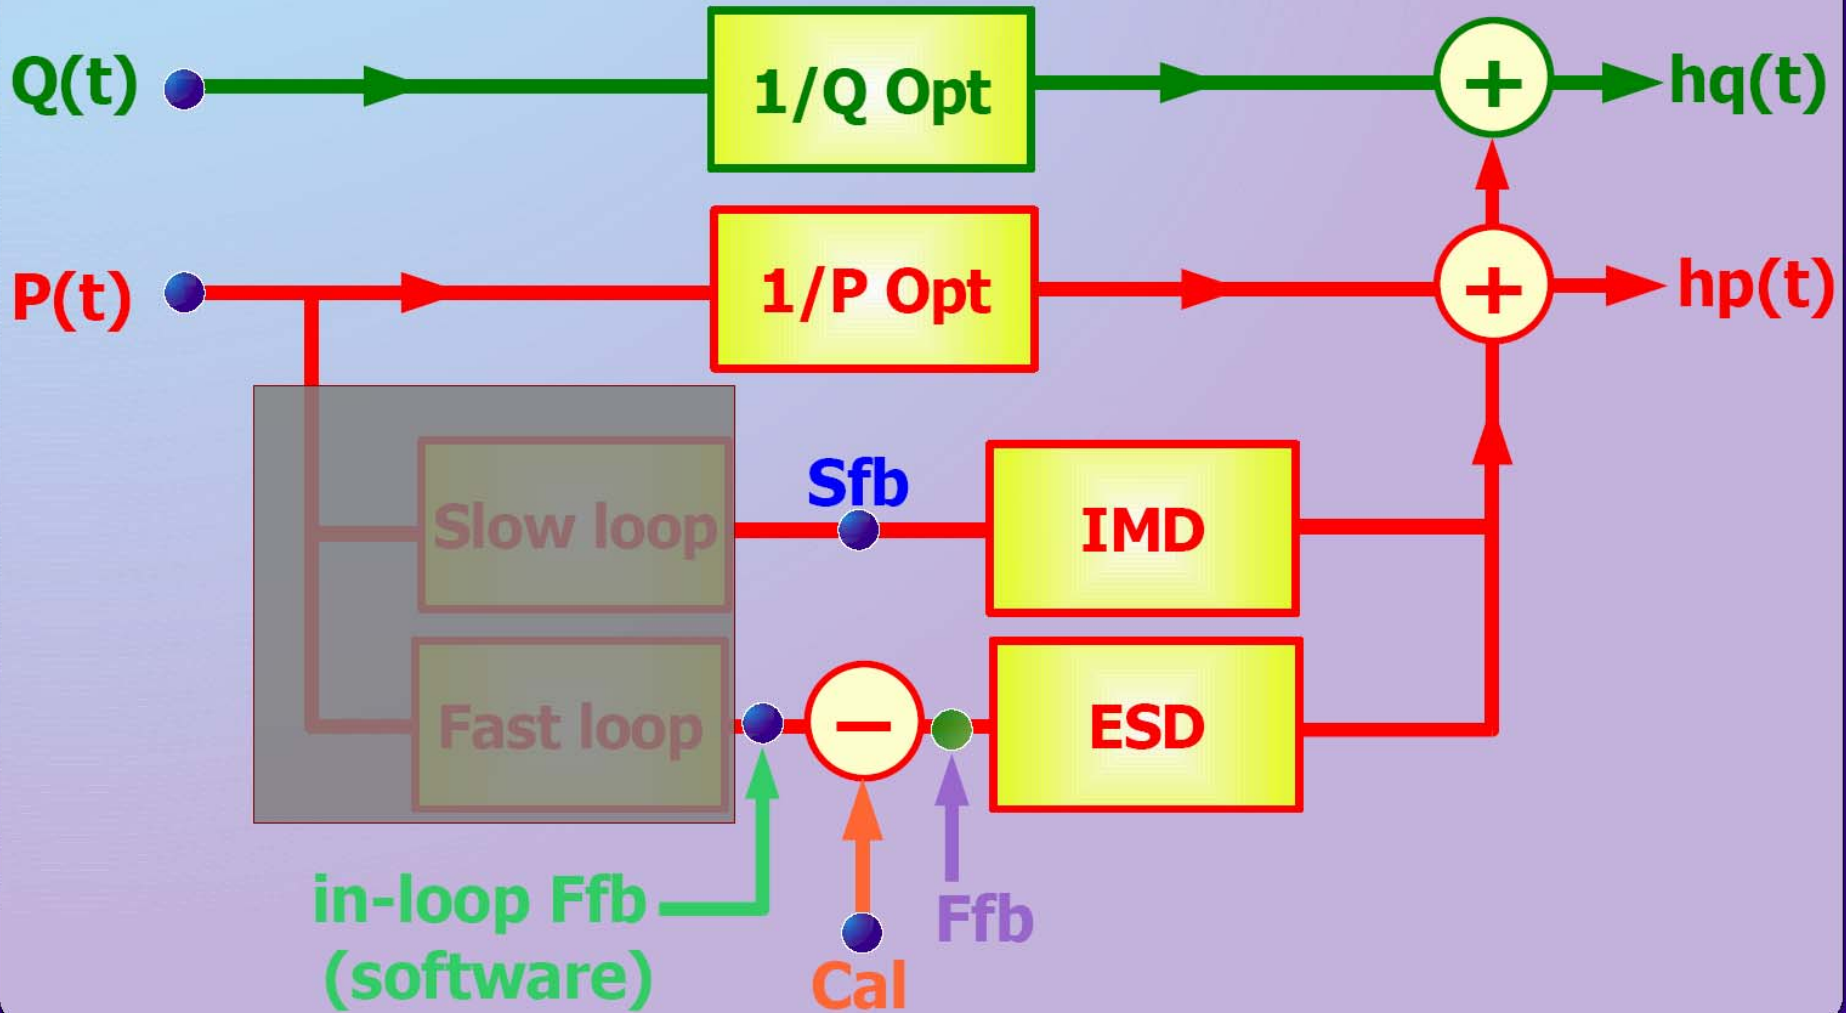 Q(t)
1/Q Opt
+
hq(t)
P(t)
1/P Opt
+
hp(t)
Slow loop
Sfb
IMD
Fast loop
−
ESD
in-loop Ffb
(software)
Cal
Ffb